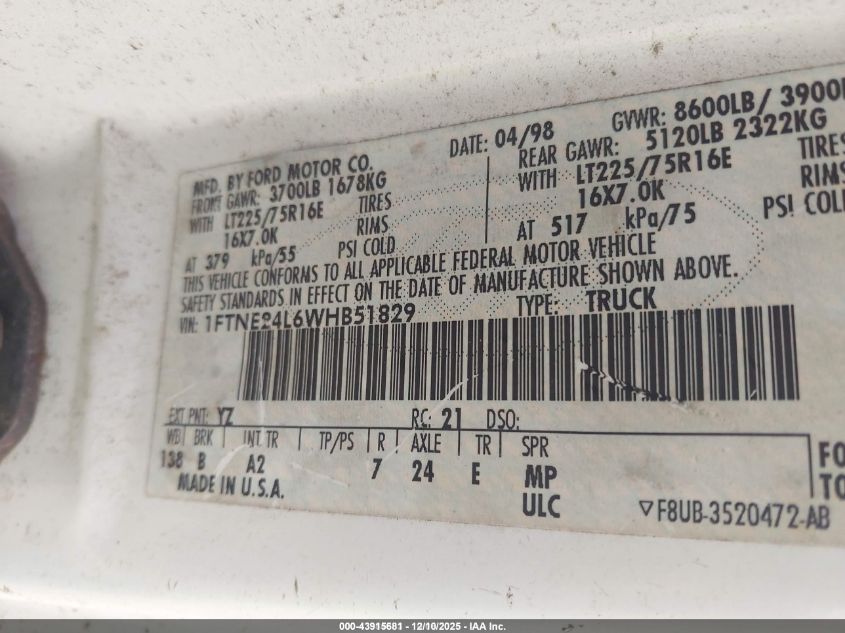 MFD. BY FORD MOTOR CO. DATE: 04/98 GVWR: 8600LB/ 3900
FRONT GAWR: 3700LB 1678KG REAR GAWR: 5120LB 2322KG
WITH LT225/75R16E TIRES WITH LT225/75R16E TIRES
16X7.0K RIMS 16X7.0K RIMS
AT 379 kPa/55 PSI COLD AT 517 kPa/75 PSI COLD
THIS VEHICLE CONFORMS TO ALL APPLICABLE FEDERAL MOTOR VEHICLE
SAFETY STANDARDS IN EFFECT ON THE DATE OF MANUFACTURE SHOWN ABOVE.
VIN: 1FTNE24L6WHB51829 TYPE: TRUCK
EXT PNT: YZ RC: 21 DSO:
WB BRK INT TR TP/PS R AXLE TR SPR
138 B A2 7 24 E MP
MADE IN U.S.A. ULC
▽F8UB-3520472-AB
FO
TO
000-43915681 - 12/10/2025 - IAA Inc.